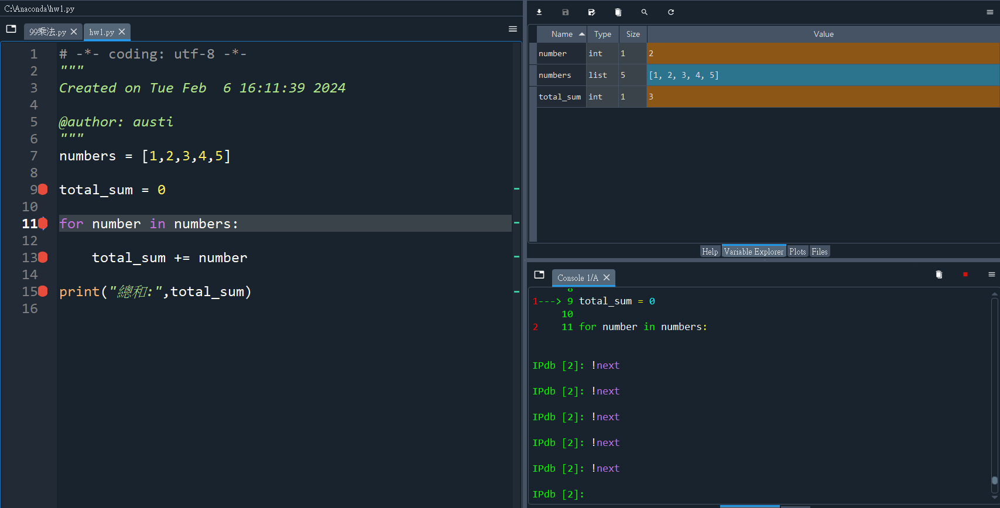 C:\Anaconda\hw1.py
99乘法.py
hw1.py
1 # -*- coding: utf-8 -*-
2 """
3 Created on Tue Feb  6 16:11:39 2024
4
5 @author: austi
6 """
7 numbers = [1,2,3,4,5]
8
9 total_sum = 0
10
11 for number in numbers:
12
13     total_sum += number
14
15 print("總和:",total_sum)
16
Name Type Size Value
number int 1 2
numbers list 5 [1, 2, 3, 4, 5]
total_sum int 1 3
Help Variable Explorer Plots Files
Console 1/A
8
1---> 9 total_sum = 0
10
2    11 for number in numbers:
IPdb [2]: !next
IPdb [2]: !next
IPdb [2]: !next
IPdb [2]: !next
IPdb [2]: !next
IPdb [2]: